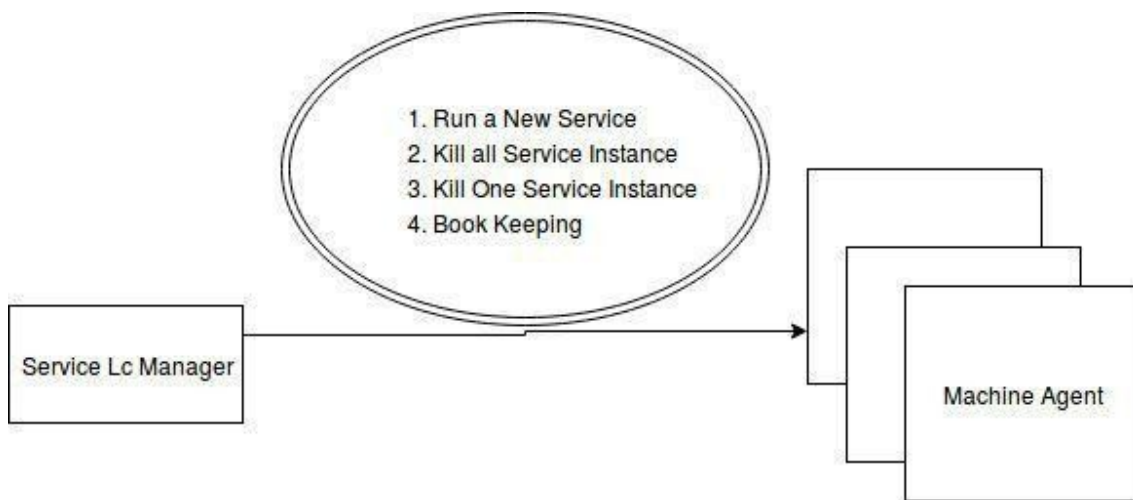 1. Run a New Service
2. Kill all Service Instance
3. Kill One Service Instance
4. Book Keeping
Service Lc Manager
Machine Agent